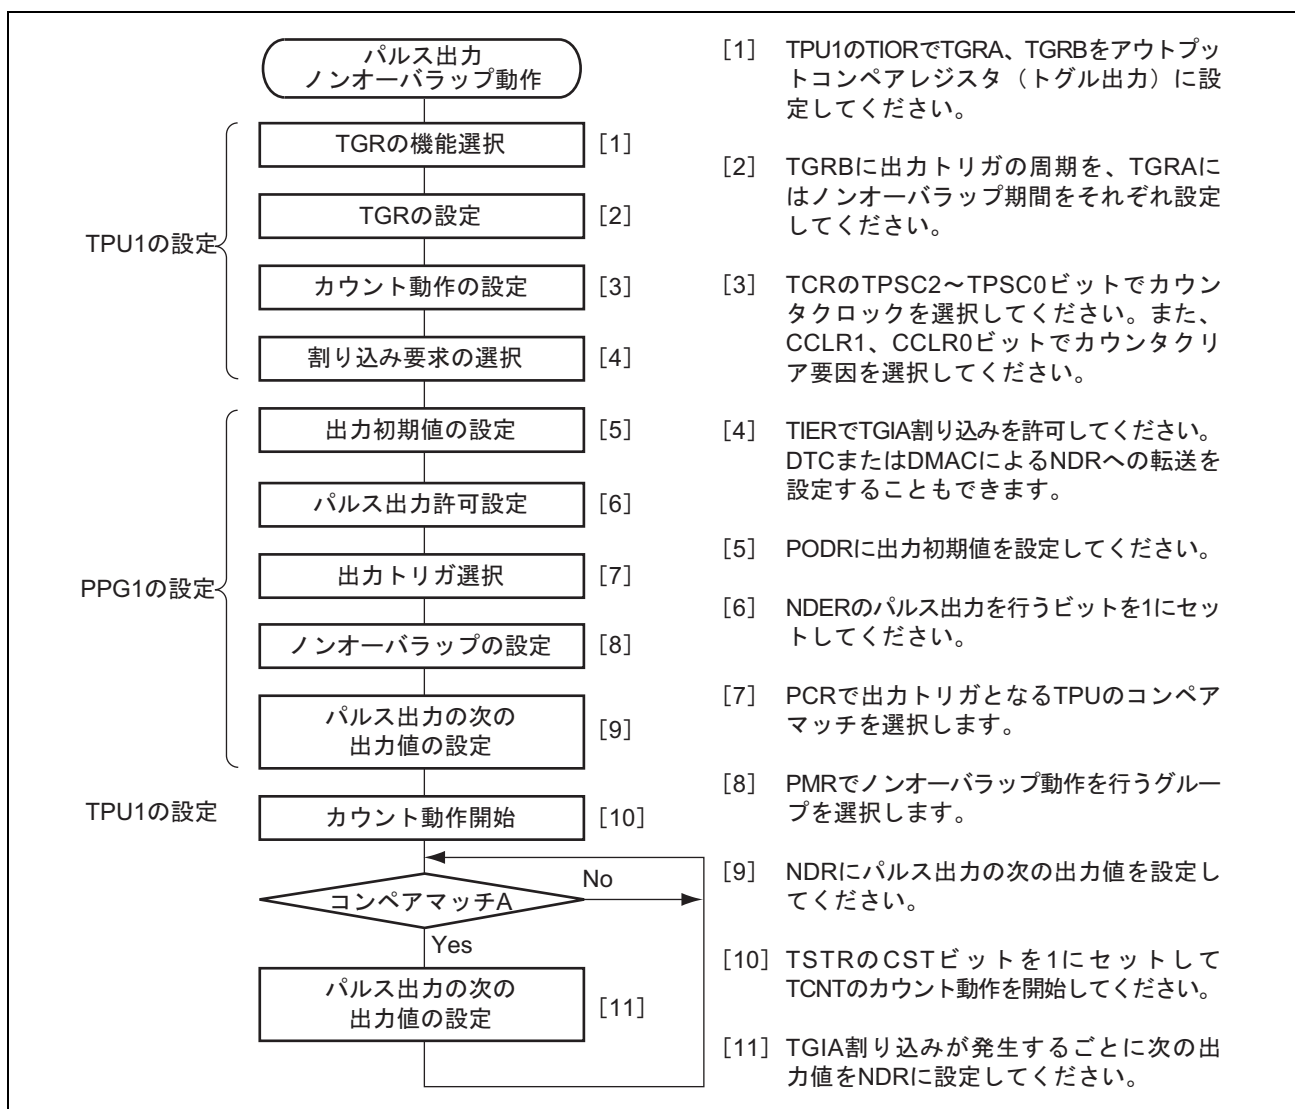 パルス出力
ノンオーバラップ動作
TPU1の設定
TGRの機能選択 [1]
TGRの設定 [2]
カウント動作の設定 [3]
割り込み要求の選択 [4]
PPG1の設定
出力初期値の設定 [5]
パルス出力許可設定 [6]
出力トリガ選択 [7]
ノンオーバラップの設定 [8]
パルス出力の次の
出力値の設定 [9]
TPU1の設定
カウント動作開始 [10]
コンペアマッチA
No
Yes
パルス出力の次の
出力値の設定 [11]
[1] TPU1のTIORでTGRA、TGRBをアウトプッ
トコンペアレジスタ（トグル出力）に設
定してください。
[2] TGRBに出力トリガの周期を、TGRAに
はノンオーバラップ期間をそれぞれ設定
してください。
[3] TCRのTPSC2～TPSC0ビットでカウン
タクロックを選択してください。また、
CCLR1、CCLR0ビットでカウンタクリ
ア要因を選択してください。
[4] TIERでTGIA割り込みを許可してください。
DTCまたはDMACによるNDRへの転送を
設定することもできます。
[5] PODRに出力初期値を設定してください。
[6] NDERのパルス出力を行うビットを1にセッ
トしてください。
[7] PCRで出力トリガとなるTPUのコンペア
マッチを選択します。
[8] PMRでノンオーバラップ動作を行うグルー
プを選択します。
[9] NDRにパルス出力の次の出力値を設定し
てください。
[10] TSTRのCSTビットを1にセットして
TCNTのカウント動作を開始してください。
[11] TGIA割り込みが発生するごとに次の出
力値をNDRに設定してください。